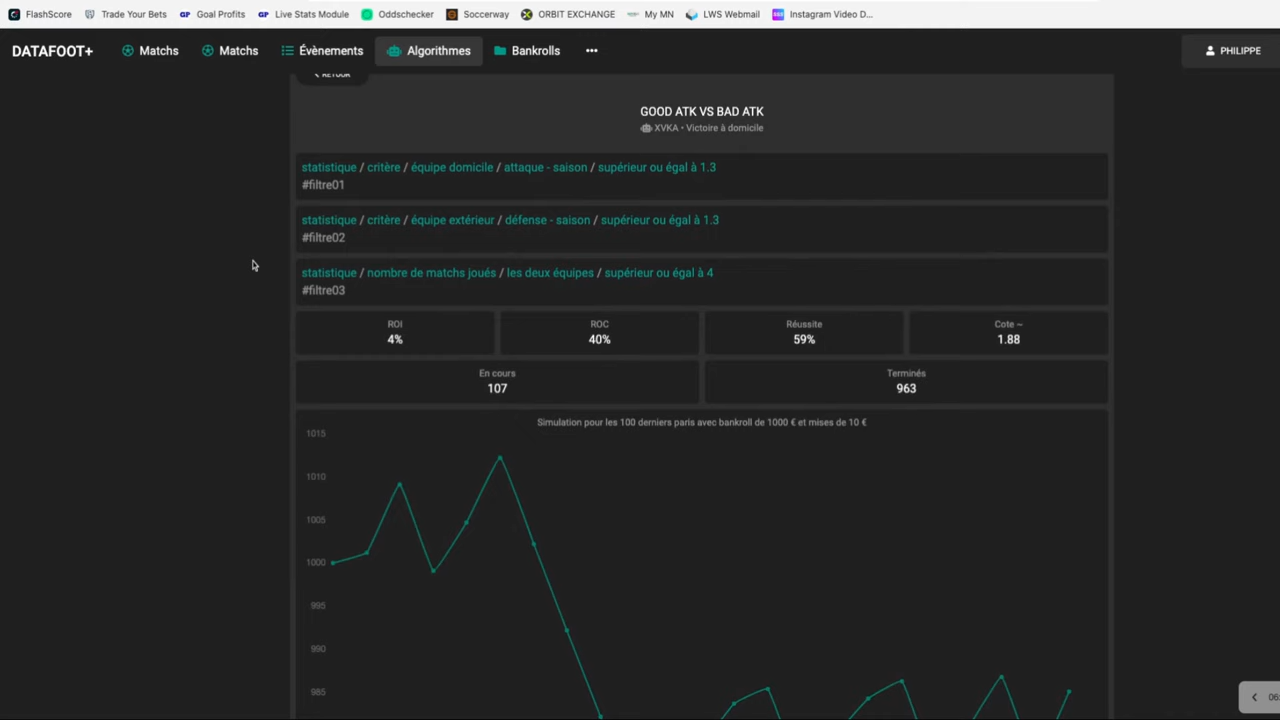 FlashScore Trade Your Bets Goal Profits Live Stats Module Oddschecker Soccerway ORBIT EXCHANGE My MN LWS Webmail Instagram Video D...
DATAFOOT+ Matchs Matchs Évènements Algorithmes Bankrolls ••• PHILIPPE
RETOUR
GOOD ATK VS BAD ATK
XVKA • Victoire à domicile
statistique / critère / équipe domicile / attaque - saison / supérieur ou égal à 1.3
#filtre01
statistique / critère / équipe extérieur / défense - saison / supérieur ou égal à 1.3
#filtre02
statistique / nombre de matchs joués / les deux équipes / supérieur ou égal à 4
#filtre03
ROI ROC Réussite Cote ~
4% 40% 59% 1.88
En cours Terminés
107 963
Simulation pour les 100 derniers paris avec bankroll de 1000 € et mises de 10 €
1015
1010
1005
1000
995
990
985